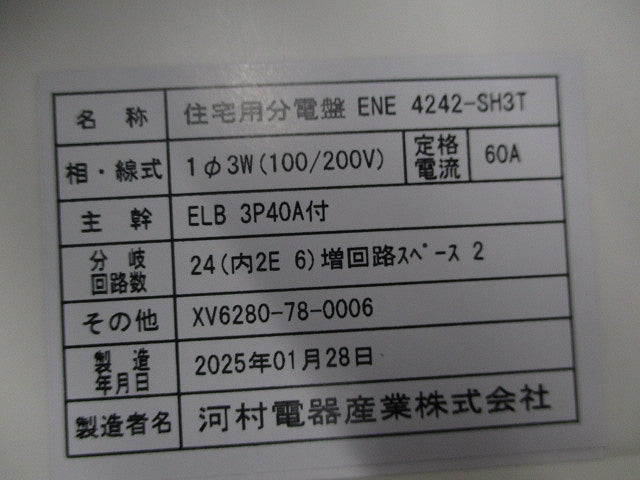 名称 住宅用分電盤 ENE 4242-SH3T
相・線式 1φ3W(100/200V) 定格電流 60A
主幹 ELB 3P40A付
分岐回路数 24(内2E 6)増回路ｽﾍﾟｰｽ 2
その他 XV6280-78-0006
製造年月日 2025年01月28日
製造者名 河村電器産業株式会社